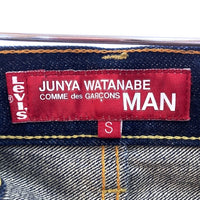 LEVI'S
JUNYA WATANABE
COMME des GARÇONS MAN
S